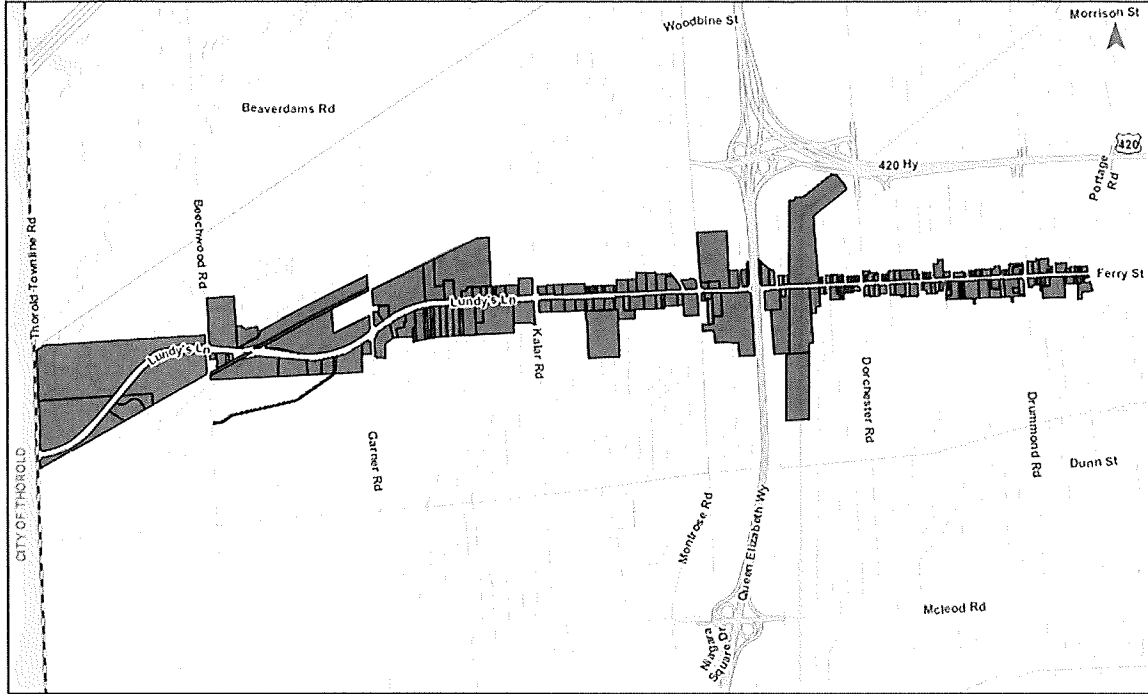 Morrison St
Woodbine St
Beaverdams Rd
420
420 Hy
Portage
Rd
Thorold Townline Rd
Beechwood Rd
Ferry St
Lundy's Ln
Lundy's Ln
Kalar Rd
Garner Rd
Dorchester Rd
Drummond Rd
Dunn St
CITY OF THOROLD
Montrose Rd
Queen Elizabeth Wy
Mcleod Rd
Niagara
Square Dr